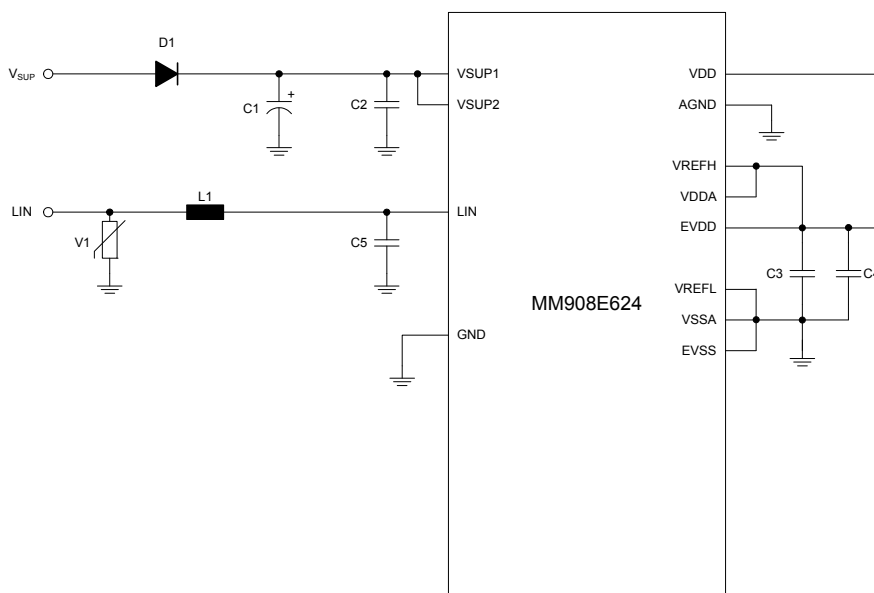 D1
VSUP
VSUP1
VDD
C1
+
C2
VSUP2
AGND
VREFH
L1
VDDA
LIN
LIN
EVDD
V1
C5
C3
VREFL
MM908E624
VSSA
GND
EVSS